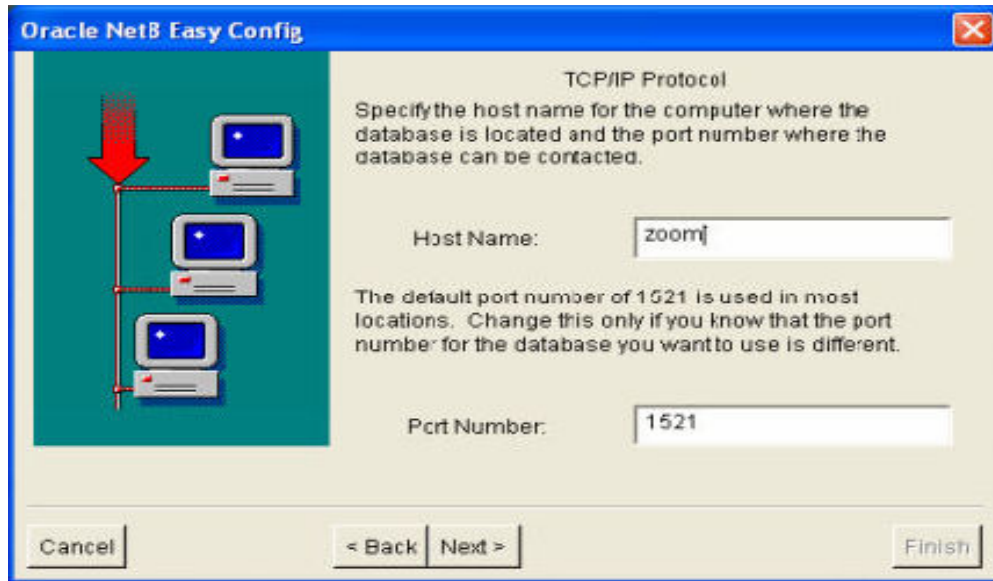 Oracle Net8 Easy Config
TCP/IP Protocol
Specify the host name for the computer where the
database is located and the port number where the
database can be contacted.
Host Name:
zoom
The default port number of 1521 is used in most
locations. Change this only if you know that the port
number for the database you want to use is different.
Port Number:
1521
Cancel
< Back
Next >
Finish